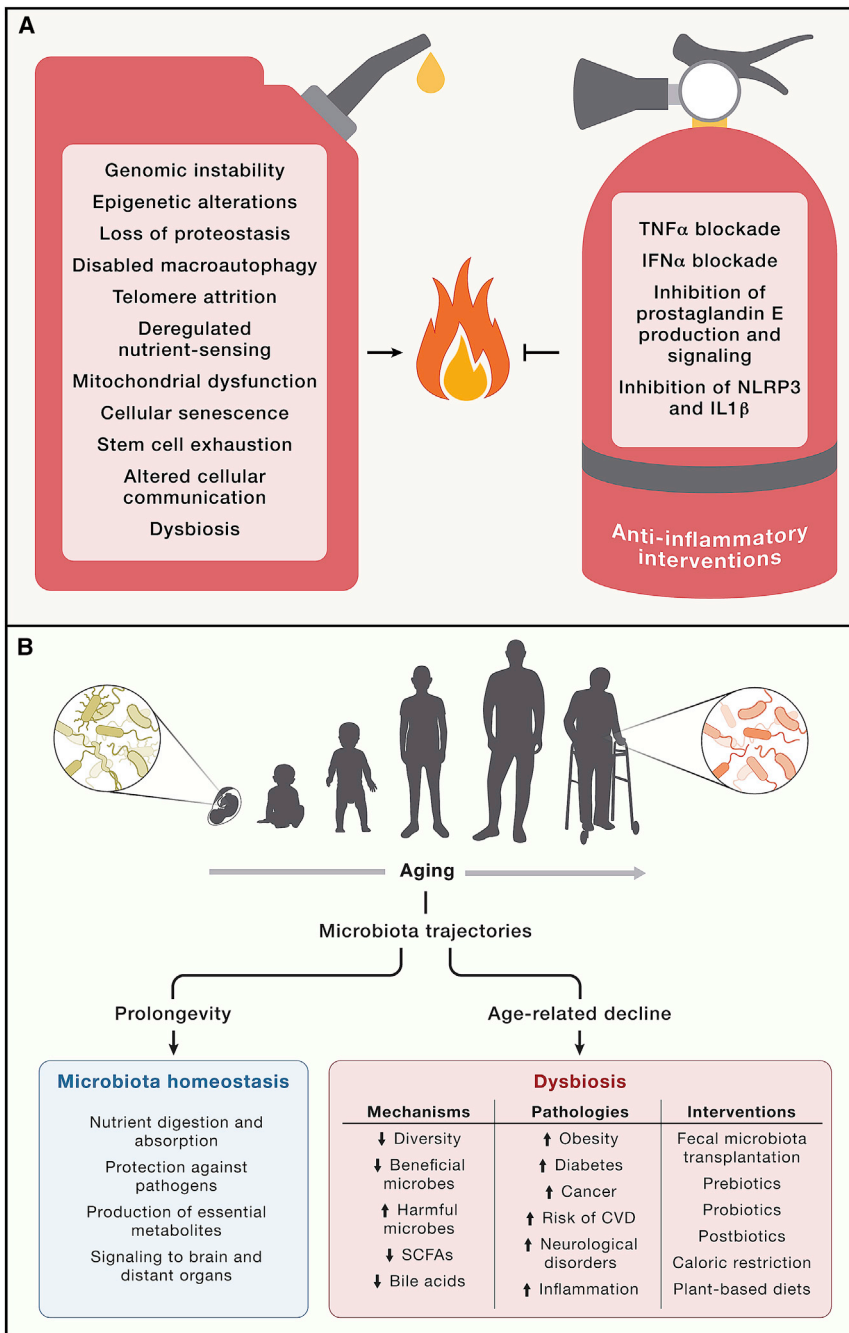 A
Genomic instability
Epigenetic alterations
Loss of proteostasis
Disabled macroautophagy
Telomere attrition
Deregulated
nutrient-sensing
Mitochondrial dysfunction
Cellular senescence
Stem cell exhaustion
Altered cellular
communication
Dysbiosis
TNFα blockade
IFNα blockade
Inhibition of
prostaglandin E
production and
signaling
Inhibition of NLRP3
and IL1β
Anti-inflammatory
interventions
B
Aging
Microbiota trajectories
Prolongevity
Age-related decline
Microbiota homeostasis
Nutrient digestion and
absorption
Protection against
pathogens
Production of essential
metabolites
Signaling to brain and
distant organs
Dysbiosis
Mechanisms
↓ Diversity
↓ Beneficial
microbes
↑ Harmful
microbes
↓ SCFAs
↓ Bile acids
Pathologies
↑ Obesity
↑ Diabetes
↑ Cancer
↑ Risk of CVD
↑ Neurological
disorders
↑ Inflammation
Interventions
Fecal microbiota
transplantation
Prebiotics
Probiotics
Postbiotics
Caloric restriction
Plant-based diets